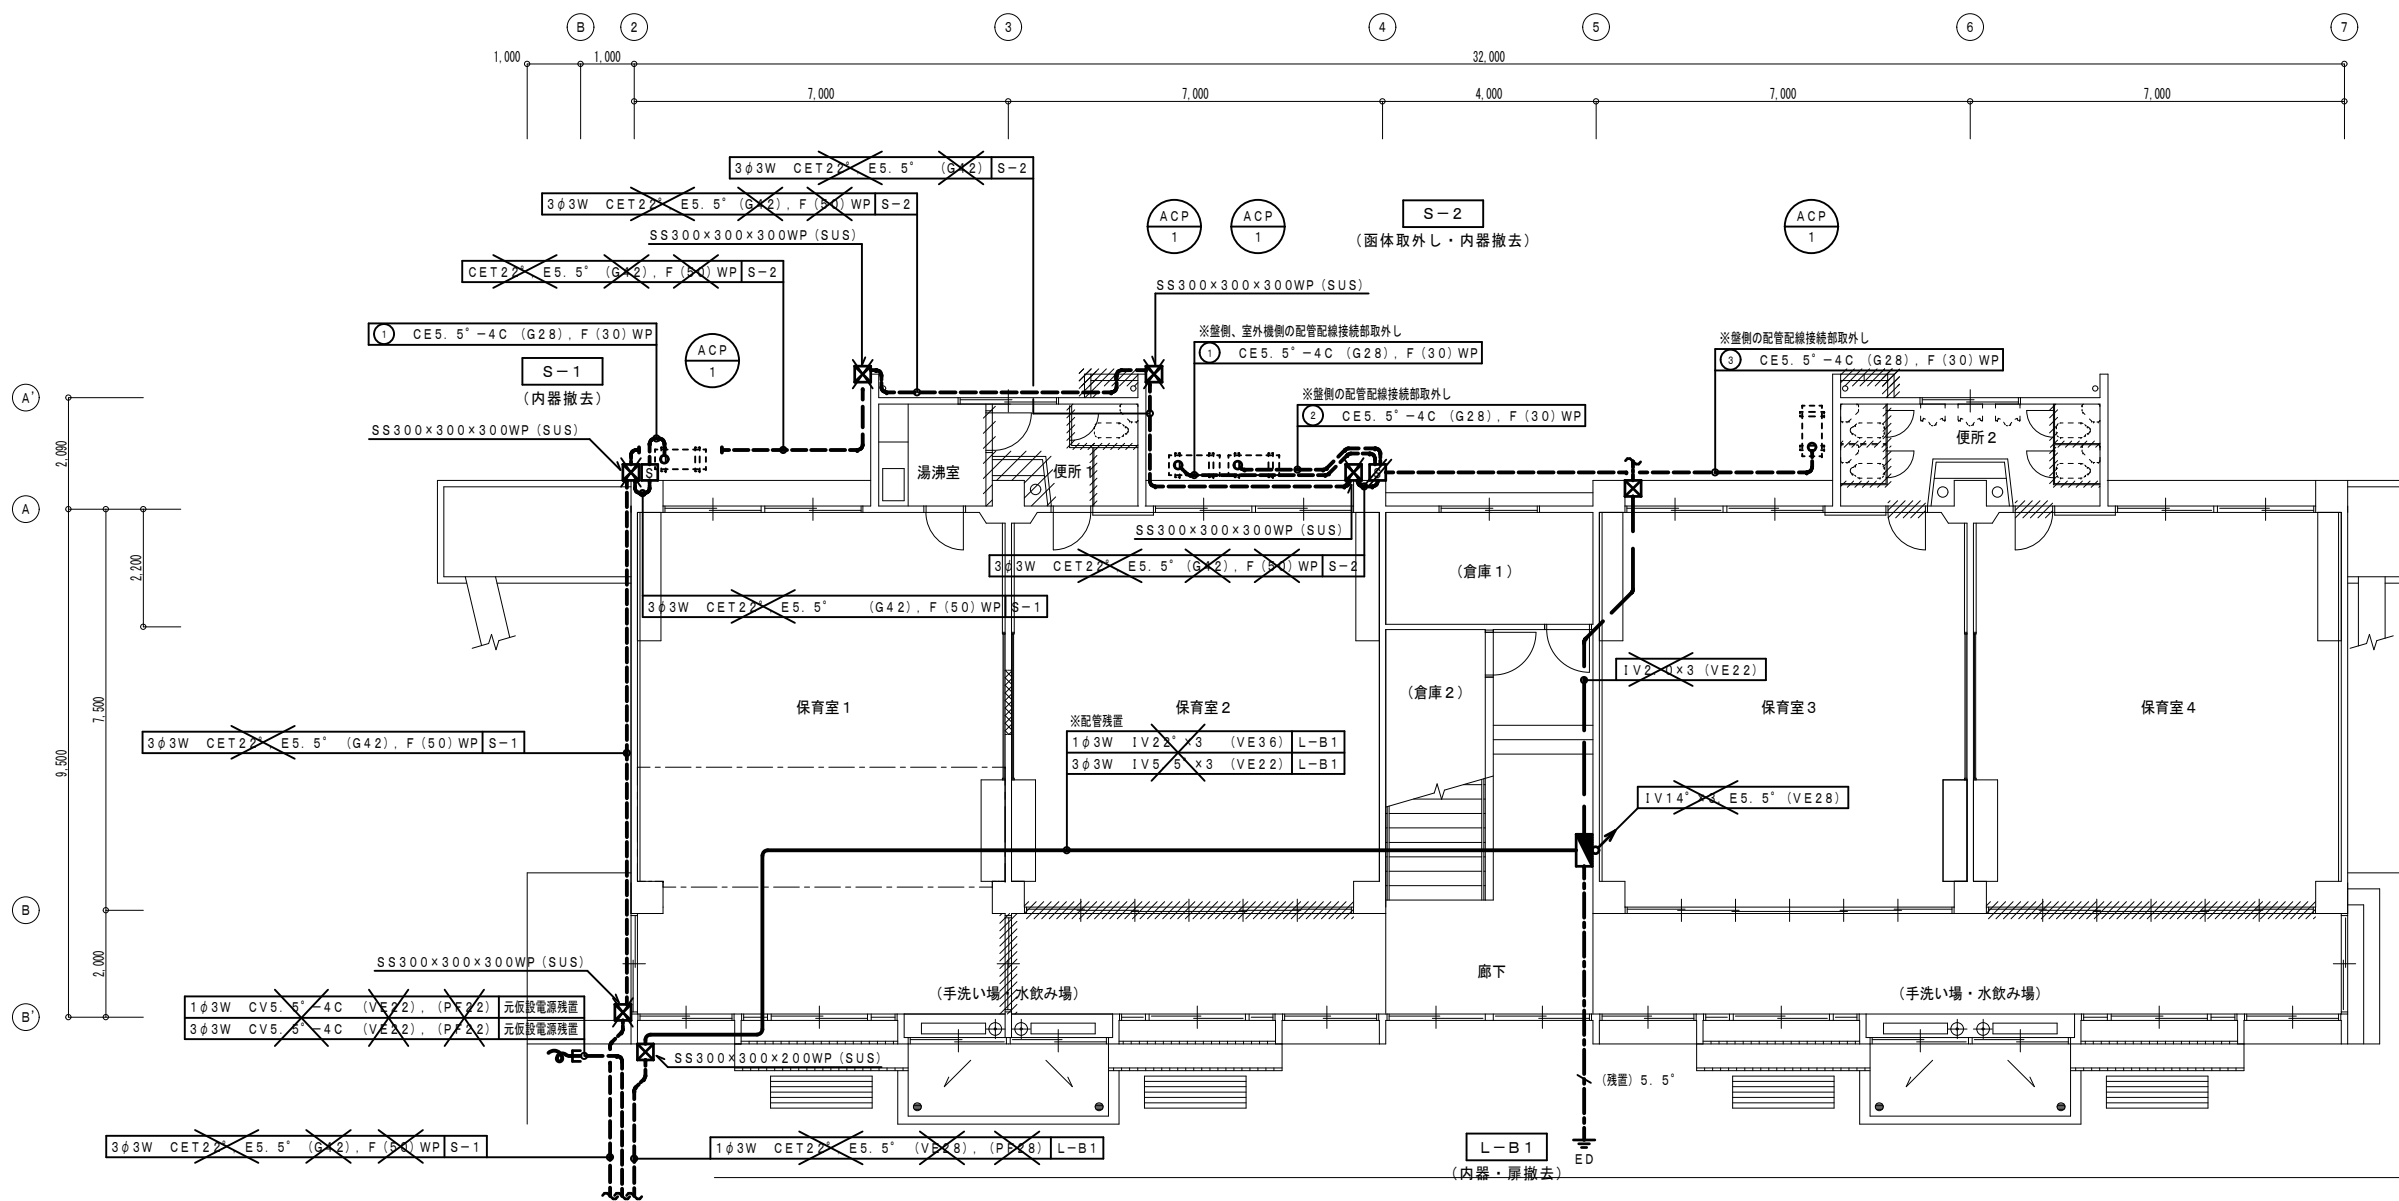 B 2 3 4 5 6 7
1,000 1,000 32,000
7,000 7,000 4,000 7,000 7,000
3φ3W CET22°, E5.5° (G42) S-2
3φ3W CET22°, E5.5° (G42), F(50)WP S-2
SS300×300×300WP(SUS)
CET22°, E5.5° (G42), F(50)WP S-2
ACP 1
ACP 1
S-2
(函体取外し・内器撤去)
ACP 1
SS300×300×300WP(SUS)
1 CE5.5°-4C (G28), F(30)WP
ACP 1
S-1
(内器撤去)
※盤側、室外機側の配管配線接続部取外し
1 CE5.5°-4C (G28), F(30)WP
※盤側の配管配線接続部取外し
3 CE5.5°-4C (G28), F(30)WP
※盤側の配管配線接続部取外し
2 CE5.5°-4C (G28), F(30)WP
A'
SS300×300×300WP(SUS)
2,090
S
S
湯沸室
便所1
便所2
A
SS300×300×300WP(SUS)
3φ3W CET22°, E5.5° (G42), F(50)WP S-2
2,200
(倉庫1)
3φ3W CET22°, E5.5° (G42), F(50)WP S-1
IV2.0×3 (VE22)
(倉庫2)
保育室1
保育室2
保育室3
保育室4
7,500
9,500
3φ3W CET22°, E5.5° (G42), F(50)WP S-1
※配管残置
1φ3W IV22°×3 (VE36) L-B1
3φ3W IV5.5°×3 (VE22) L-B1
IV14°×3, E5.5° (VE28)
B
2,000
SS300×300×300WP(SUS)
廊下
(手洗い場・水飲み場)
(手洗い場・水飲み場)
1φ3W CV5.5°-4C (VE22), (PF22) 元仮設電源残置
3φ3W CV5.5°-4C (VE22), (PF22) 元仮設電源残置
B'
E
SS300×300×200WP(SUS)
(残置)5.5°
3φ3W CET22°, E5.5° (G42), F(50)WP S-1
1φ3W CET22°, E5.5° (VE28), (PF28) L-B1
L-B1
(内器・扉撤去)
ED